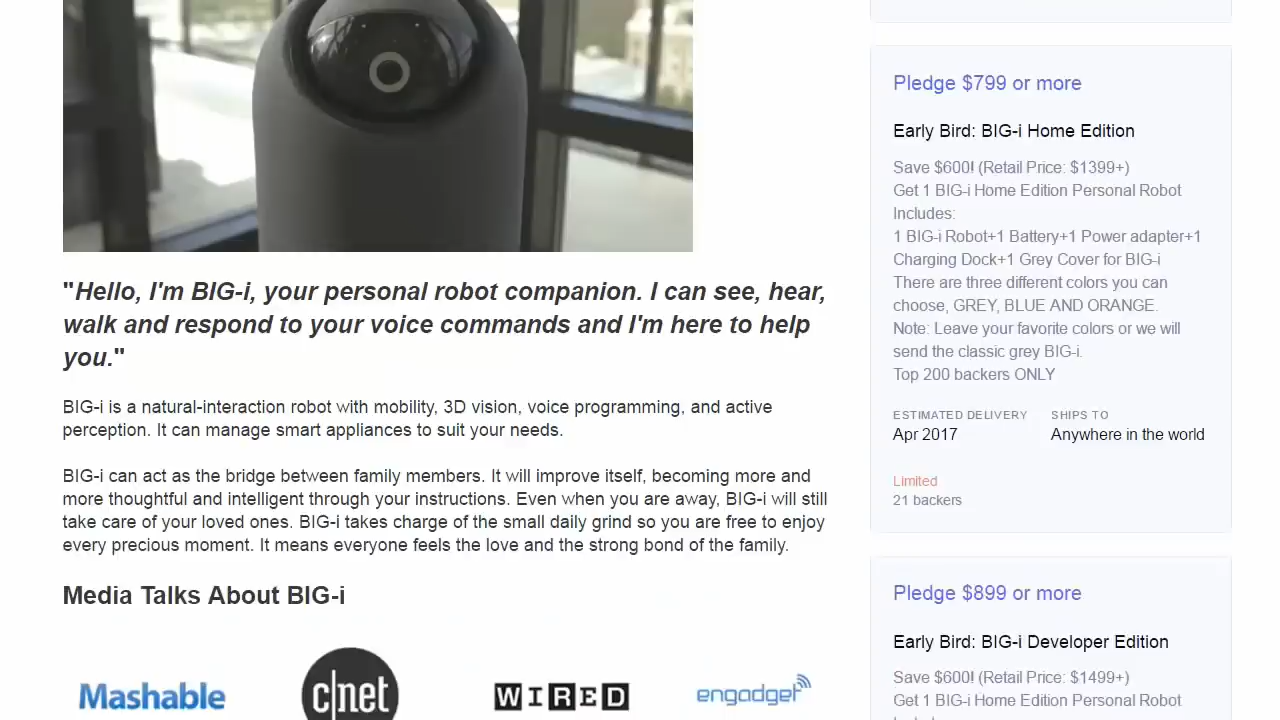 "Hello, I'm BIG-i, your personal robot companion. I can see, hear,
walk and respond to your voice commands and I'm here to help
you."
BIG-i is a natural-interaction robot with mobility, 3D vision, voice programming, and active
perception. It can manage smart appliances to suit your needs.
BIG-i can act as the bridge between family members. It will improve itself, becoming more and
more thoughtful and intelligent through your instructions. Even when you are away, BIG-i will still
take care of your loved ones. BIG-i takes charge of the small daily grind so you are free to enjoy
every precious moment. It means everyone feels the love and the strong bond of the family.
Media Talks About BIG-i
Mashable c|net WIRED engadget
Pledge $799 or more
Early Bird: BIG-i Home Edition
Save $600! (Retail Price: $1399+)
Get 1 BIG-i Home Edition Personal Robot
Includes:
1 BIG-i Robot+1 Battery+1 Power adapter+1
Charging Dock+1 Grey Cover for BIG-i
There are three different colors you can
choose, GREY, BLUE AND ORANGE.
Note: Leave your favorite colors or we will
send the classic grey BIG-i.
Top 200 backers ONLY
ESTIMATED DELIVERY SHIPS TO
Apr 2017 Anywhere in the world
Limited
21 backers
Pledge $899 or more
Early Bird: BIG-i Developer Edition
Save $600! (Retail Price: $1499+)
Get 1 BIG-i Home Edition Personal Robot